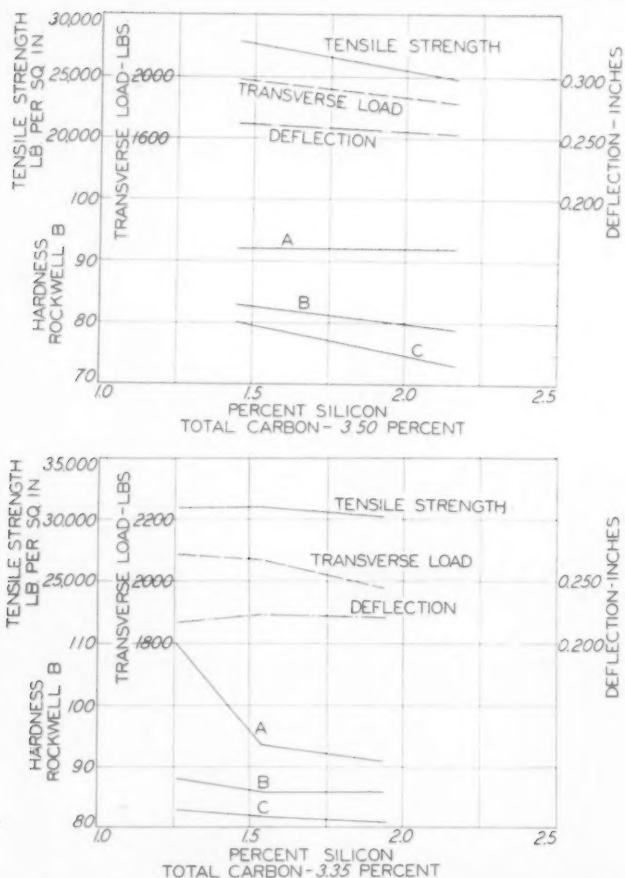 TENSILE STRENGTH
LB. PER SQ. IN
HARDNESS
ROCKWELL B
30,000
25,000
20,000
100
90
80
70
TRANSVERSE LOAD-LBS.
2000
1600
TENSILE STRENGTH
TRANSVERSE LOAD
DEFLECTION
A
B
C
0.300
0.250
0.200
DEFLECTION-INCHES
1.0 1.5 2.0 2.5
PERCENT SILICON
TOTAL CARBON-3.50 PERCENT
TENSILE STRENGTH
LB. PER SQ. IN
HARDNESS
ROCKWELL B
35,000
30,000
25,000
110
100
90
80
TRANSVERSE LOAD-LBS.
2200
2000
1800
TENSILE STRENGTH
TRANSVERSE LOAD
DEFLECTION
A
B
C
0.250
0.200
DEFLECTION-INCHES
1.0 1.5 2.0 2.5
PERCENT SILICON
TOTAL CARBON-3.35 PERCENT